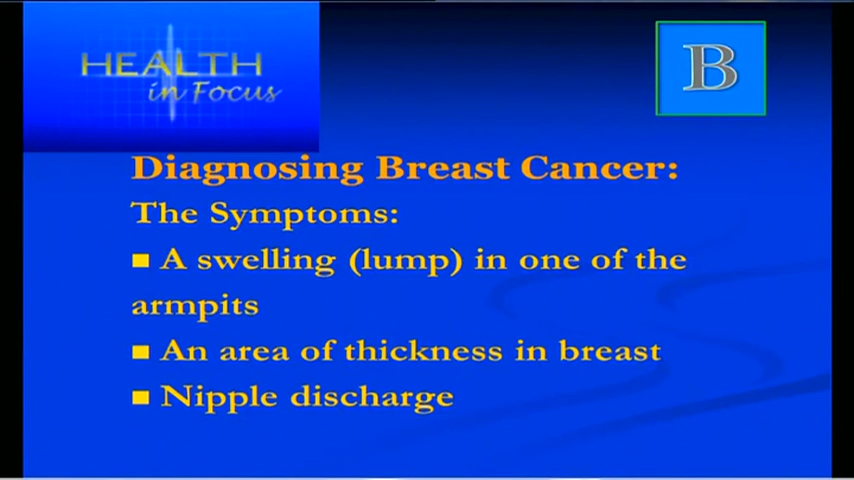 HEALTH
in Focus
B
Diagnosing Breast Cancer:
The Symptoms:
■ A swelling (lump) in one of the
armpits
■ An area of thickness in breast
■ Nipple discharge